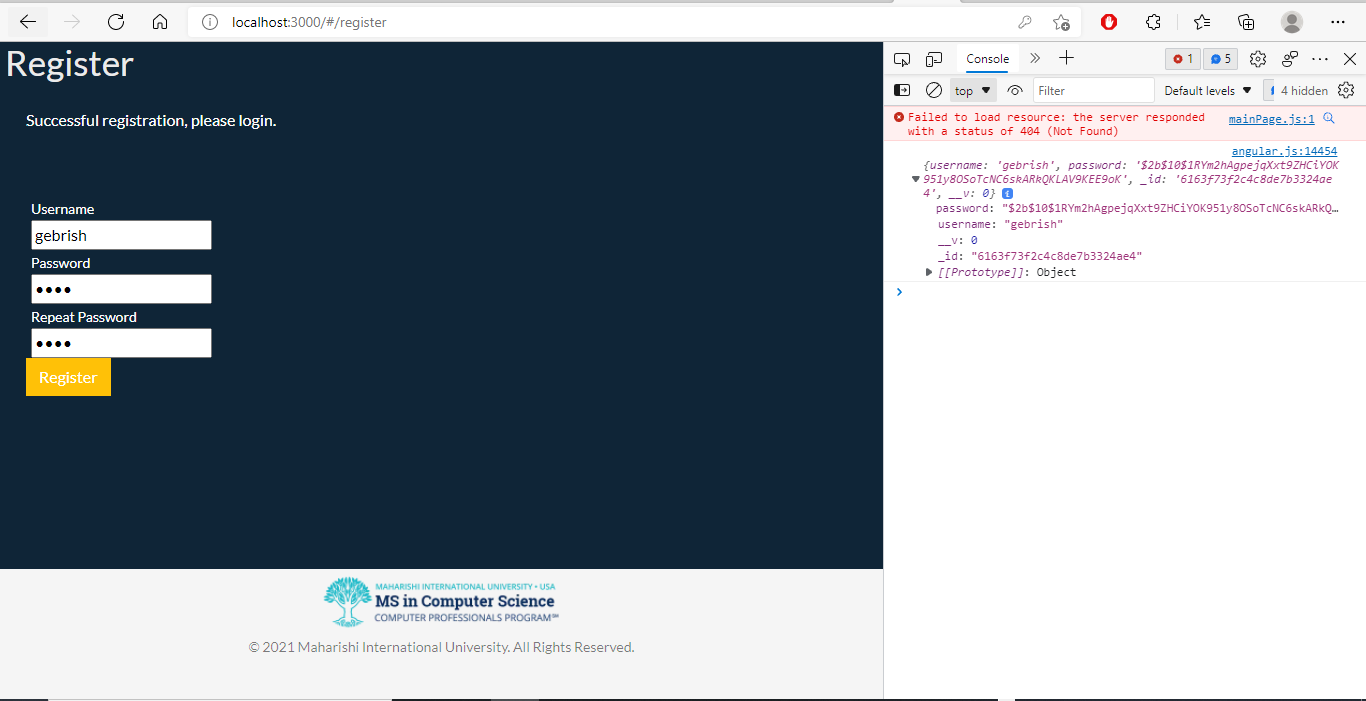 localhost:3000/#/register
Register
Successful registration, please login.
Username
gebrish
Password
Repeat Password
Register
MAHARISHI INTERNATIONAL UNIVERSITY • USA
MS in Computer Science
COMPUTER PROFESSIONALS PROGRAM℠
© 2021 Maharishi International University. All Rights Reserved.
Console
1
5
top
Filter
Default levels
4 hidden
Failed to load resource: the server responded mainPage.js:1
with a status of 404 (Not Found)
angular.js:14454
{username: 'gebrish', password: '$2b$10$1RYm2hAgpejqXxt9ZHCiYOK
951y8OSoTcNC6skARkQKLAV9KEE9oK', _id: '6163f73f2c4c8de7b3324ae
4', __v: 0}
password: "$2b$10$1RYm2hAgpejqXxt9ZHCiYOK951y8OSoTcNC6skARkQ…
username: "gebrish"
__v: 0
_id: "6163f73f2c4c8de7b3324ae4"
[[Prototype]]: Object